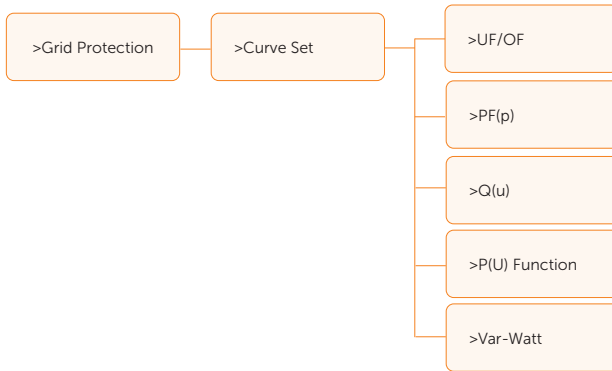 >Grid Protection
>Curve Set
>UF/OF
>PF(p)
>Q(u)
>P(U) Function
>Var-Watt